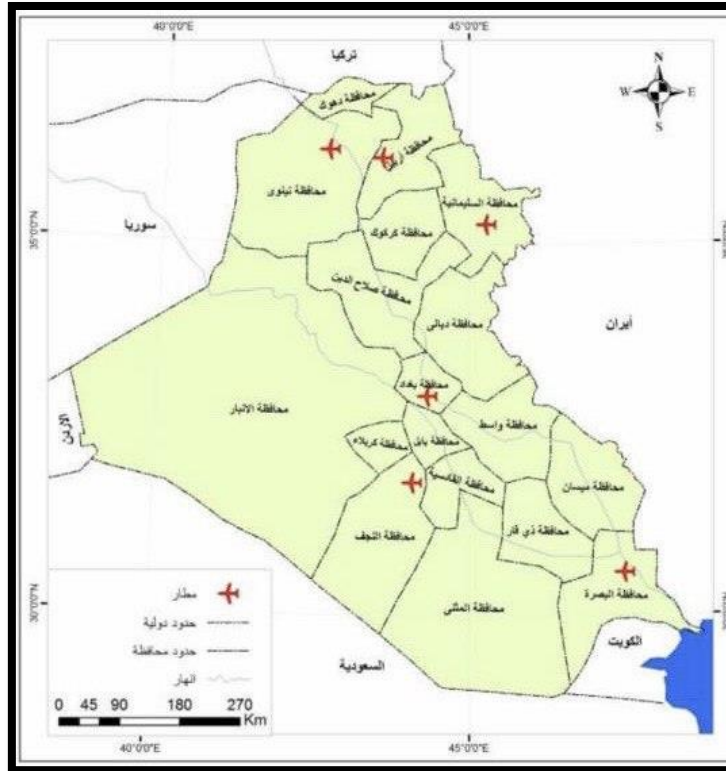 40°0'0"E
45°0'0"E
تركيا
N
W E
S
محافظة دهوك
محافظة أربيل
محافظة نينوى
محافظة السليمانية
سوريا
محافظة كركوك
35°0'0"N
محافظة صلاح الدين
محافظة ديالى
أيران
محافظة بغداد
محافظة الانبار
محافظة واسط
الاردن
محافظة بابل
محافظة كربلاء
محافظة القادسية
محافظة ميسان
محافظة ذي قار
محافظة النجف
محافظة البصرة
محافظة المثنى
30°0'0"N
الكويت
السعودية
مطار
حدود دولية
حدود محافظة
انهار
0 45 90 180 270
Km
40°0'0"E
45°0'0"E